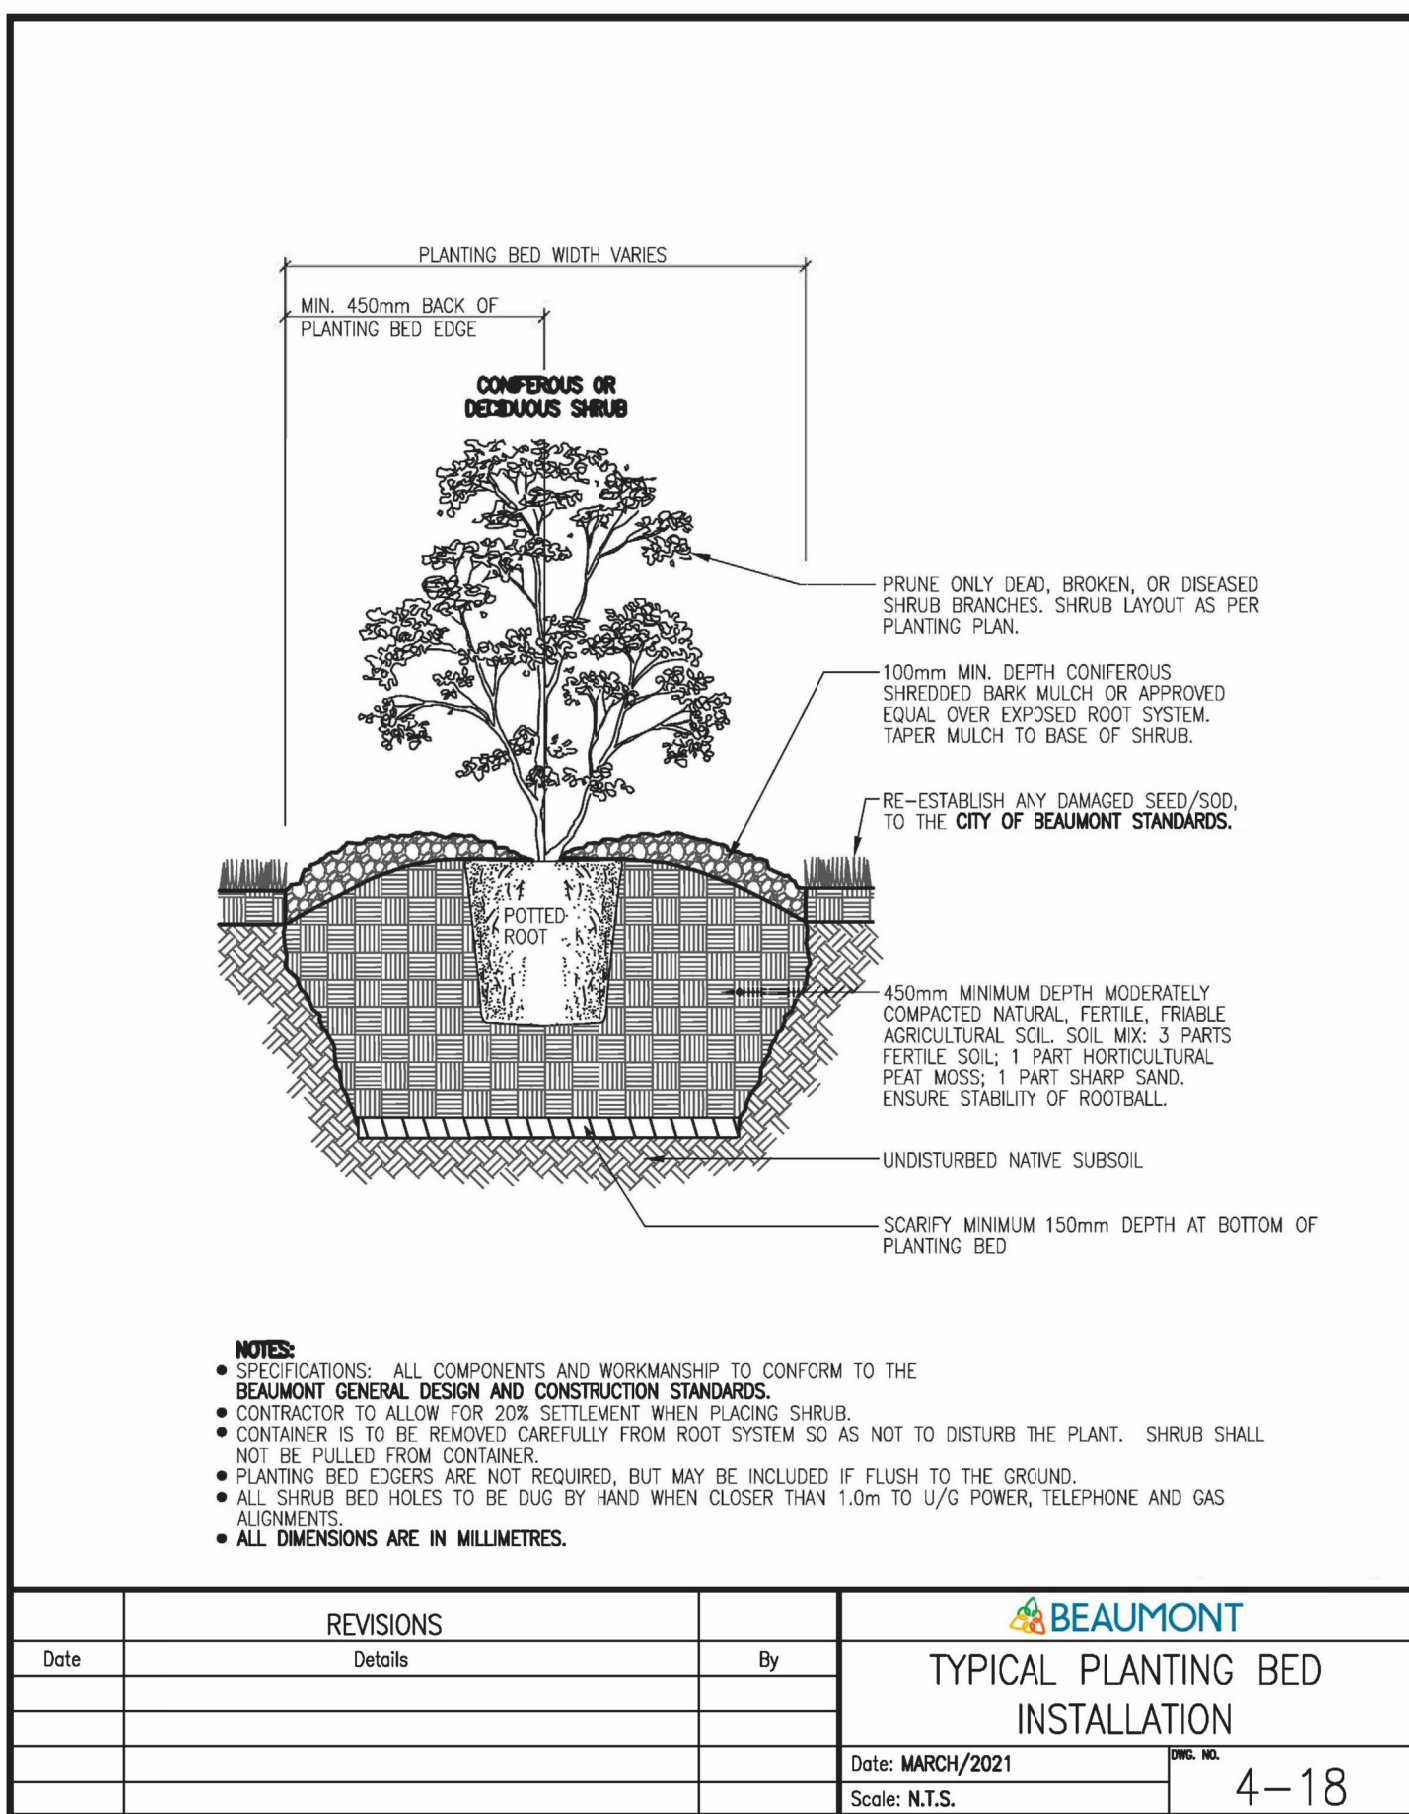 PLANTING BED WIDTH VARIES
MIN. 450mm BACK OF
PLANTING BED EDGE
CONIFEROUS OR
DECIDUOUS SHRUB
PRUNE ONLY DEAD, BROKEN, OR DISEASED
SHRUB BRANCHES. SHRUB LAYOUT AS PER
PLANTING PLAN.
100mm MIN. DEPTH CONIFEROUS
SHREDDED BARK MULCH OR APPROVED
EQUAL OVER EXPOSED ROOT SYSTEM.
TAPER MULCH TO BASE OF SHRUB.
RE-ESTABLISH ANY DAMAGED SEED/SOD,
TO THE CITY OF BEAUMONT STANDARDS.
POTTED
ROOT
450mm MINIMUM DEPTH MODERATELY
COMPACTED NATURAL, FERTILE, FRIABLE
AGRICULTURAL SOIL. SOIL MIX: 3 PARTS
FERTILE SOIL; 1 PART HORTICULTURAL
PEAT MOSS; 1 PART SHARP SAND.
ENSURE STABILITY OF ROOTBALL.
UNDISTURBED NATIVE SUBSOIL
SCARIFY MINIMUM 150mm DEPTH AT BOTTOM OF
PLANTING BED
NOTES:
● SPECIFICATIONS: ALL COMPONENTS AND WORKMANSHIP TO CONFORM TO THE
BEAUMONT GENERAL DESIGN AND CONSTRUCTION STANDARDS.
● CONTRACTOR TO ALLOW FOR 20% SETTLEMENT WHEN PLACING SHRUB.
● CONTAINER IS TO BE REMOVED CAREFULLY FROM ROOT SYSTEM SO AS NOT TO DISTURB THE PLANT. SHRUB SHALL
NOT BE PULLED FROM CONTAINER.
● PLANTING BED EDGERS ARE NOT REQUIRED, BUT MAY BE INCLUDED IF FLUSH TO THE GROUND.
● ALL SHRUB BED HOLES TO BE DUG BY HAND WHEN CLOSER THAN 1.0m TO U/G POWER, TELEPHONE AND GAS
ALIGNMENTS.
● ALL DIMENSIONS ARE IN MILLIMETRES.
REVISIONS
Date Details By
BEAUMONT
TYPICAL PLANTING BED
INSTALLATION
Date: MARCH/2021
Scale: N.T.S.
DWG. NO.
4-18